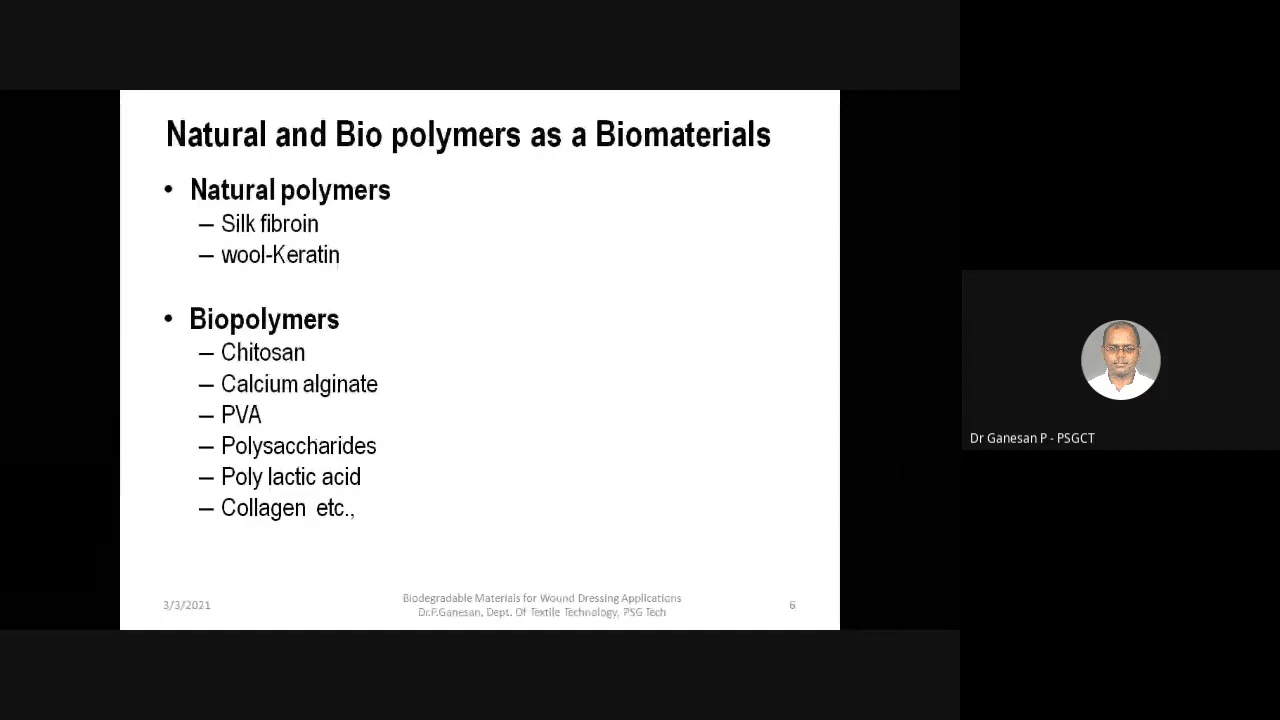 Natural and Bio polymers as a Biomaterials
• Natural polymers
– Silk fibroin
– wool-Keratin
• Biopolymers
– Chitosan
– Calcium alginate
– PVA
– Polysaccharides
– Poly lactic acid
– Collagen etc.,
3/3/2021
Biodegradable Materials for Wound Dressing Applications
Dr.P.Ganesan, Dept. Of Textile Technology, PSG Tech
6
Dr Ganesan P - PSGCT